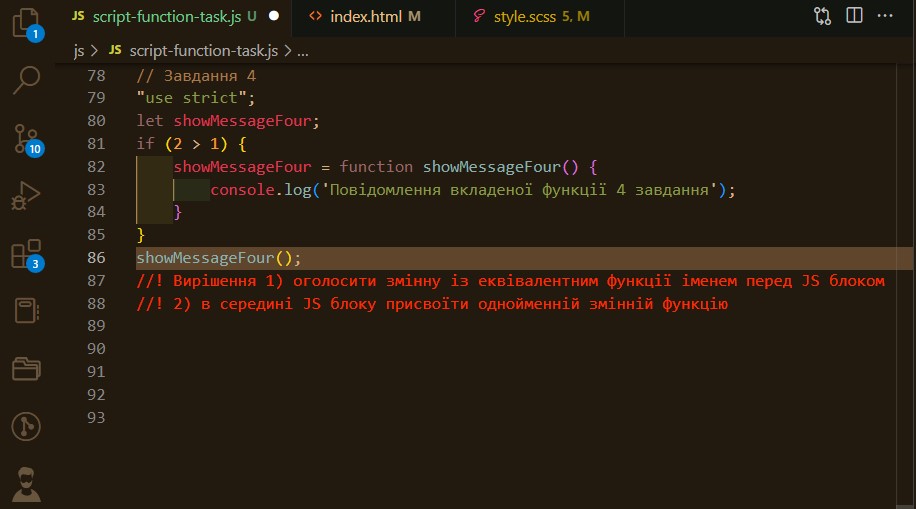 JS script-function-task.js U
<> index.html M
style.scss 5, M
...
js > JS script-function-task.js > ...
1
10
3
78 // Завдання 4
79 "use strict";
80 let showMessageFour;
81 if (2 > 1) {
82 showMessageFour = function showMessageFour() {
83 console.log('Повідомлення вкладеної функції 4 завдання');
84 }
85 }
86 showMessageFour();
87 //! Вирішення 1) оголосити змінну із еквівалентним функції іменем перед JS блоком
88 //! 2) в середині JS блоку присвоїти однойменній змінній функцію
89
90
91
92
93